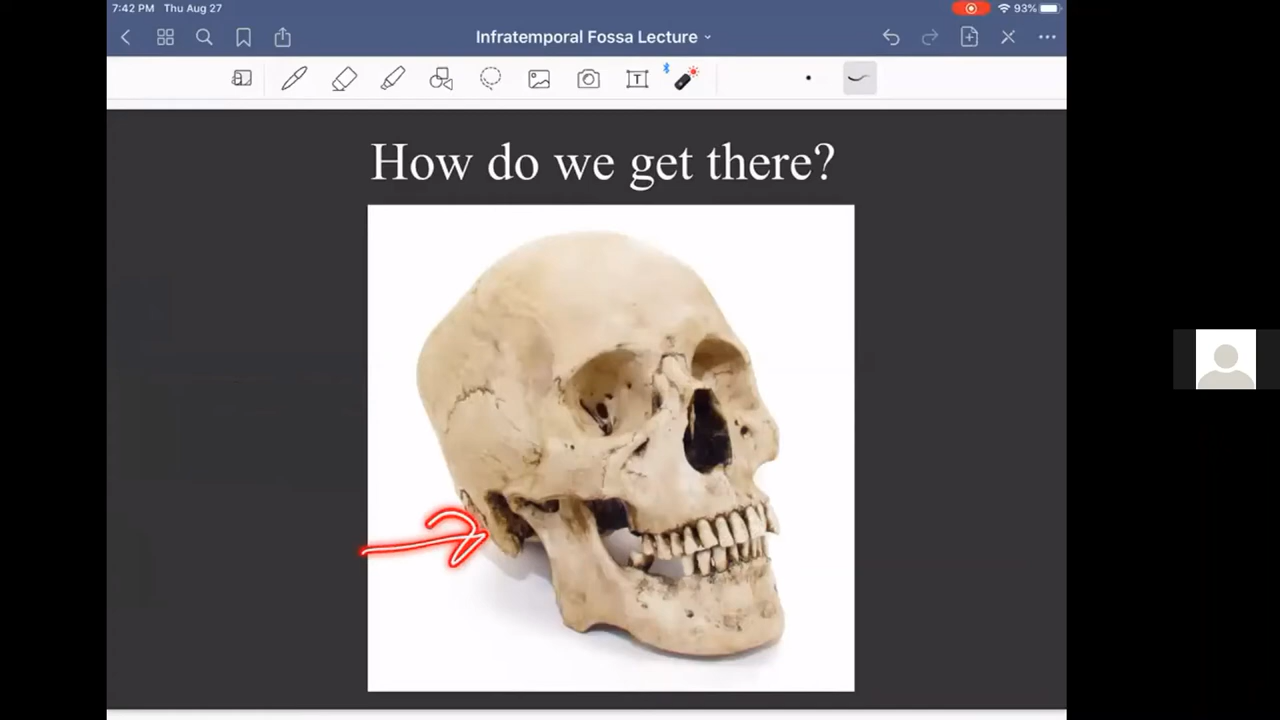 7:42 PM Thu Aug 27
93%
Infratemporal Fossa Lecture
T
How do we get there?